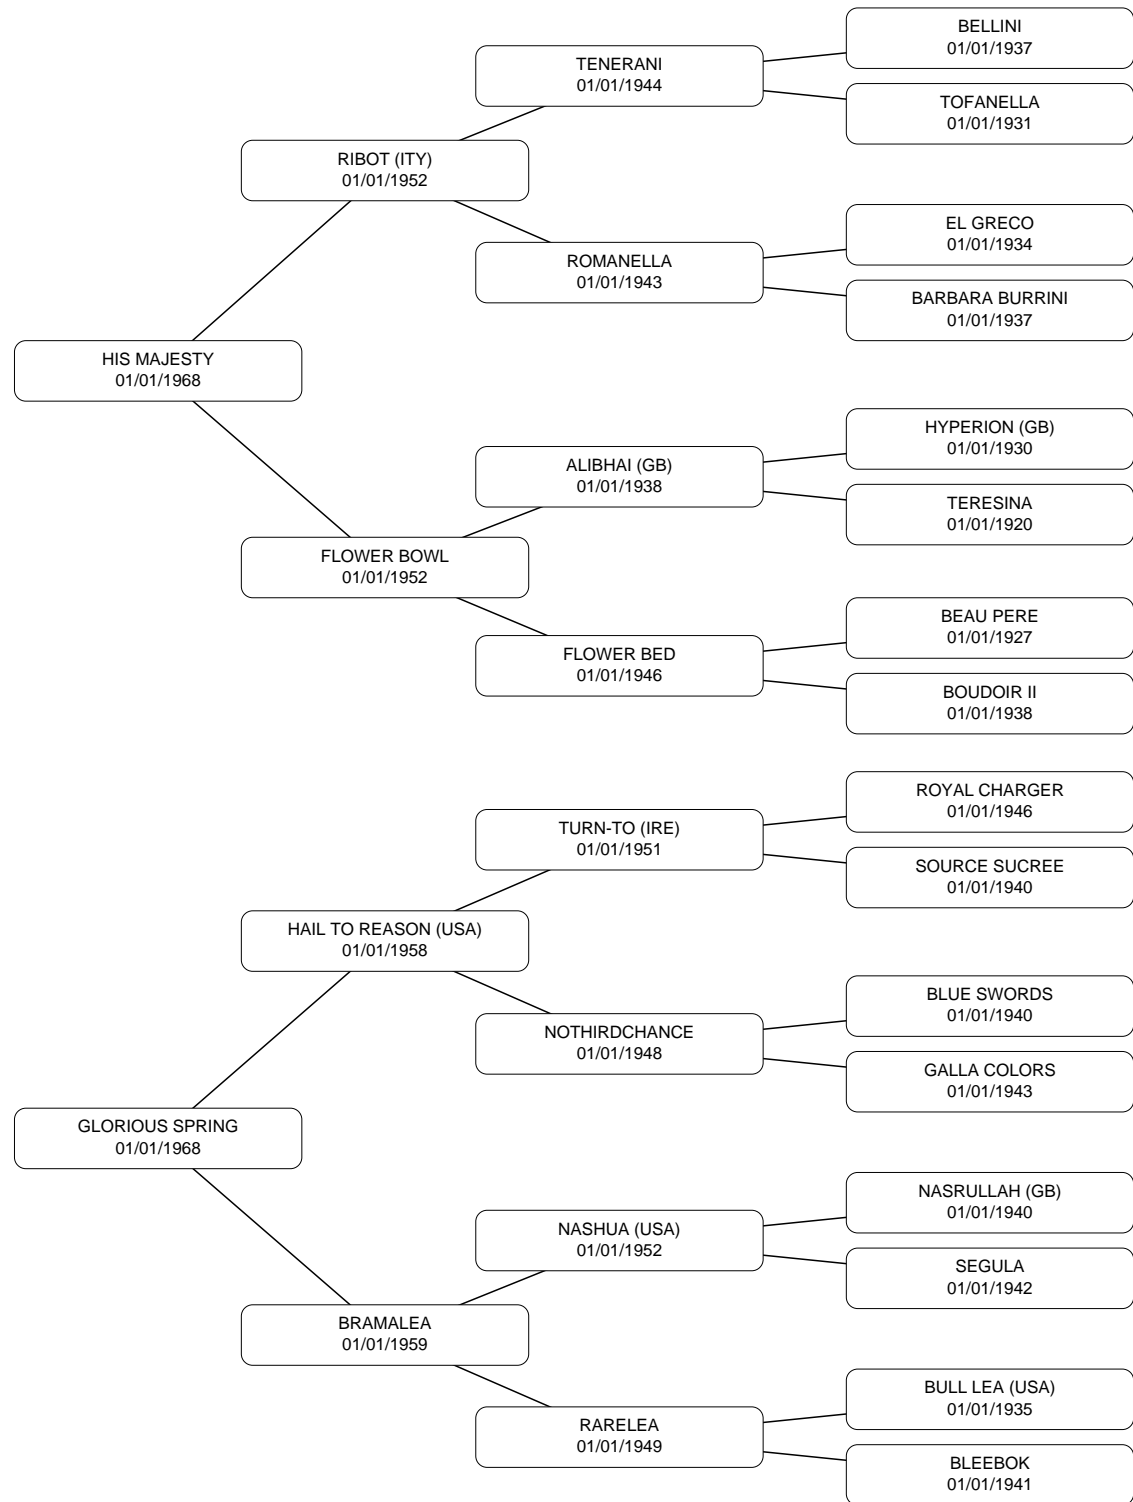 BELLINI
01/01/1937
TENERANI
01/01/1944
TOFANELLA
01/01/1931
RIBOT (ITY)
01/01/1952
EL GRECO
01/01/1934
ROMANELLA
01/01/1943
BARBARA BURRINI
01/01/1937
HIS MAJESTY
01/01/1968
HYPERION (GB)
01/01/1930
ALIBHAI (GB)
01/01/1938
TERESINA
01/01/1920
FLOWER BOWL
01/01/1952
BEAU PERE
01/01/1927
FLOWER BED
01/01/1946
BOUDOIR II
01/01/1938
ROYAL CHARGER
01/01/1946
TURN-TO (IRE)
01/01/1951
SOURCE SUCREE
01/01/1940
HAIL TO REASON (USA)
01/01/1958
BLUE SWORDS
01/01/1940
NOTHIRDCHANCE
01/01/1948
GALLA COLORS
01/01/1943
GLORIOUS SPRING
01/01/1968
NASRULLAH (GB)
01/01/1940
NASHUA (USA)
01/01/1952
SEGULA
01/01/1942
BRAMALEA
01/01/1959
BULL LEA (USA)
01/01/1935
RARELEA
01/01/1949
BLEEBOK
01/01/1941